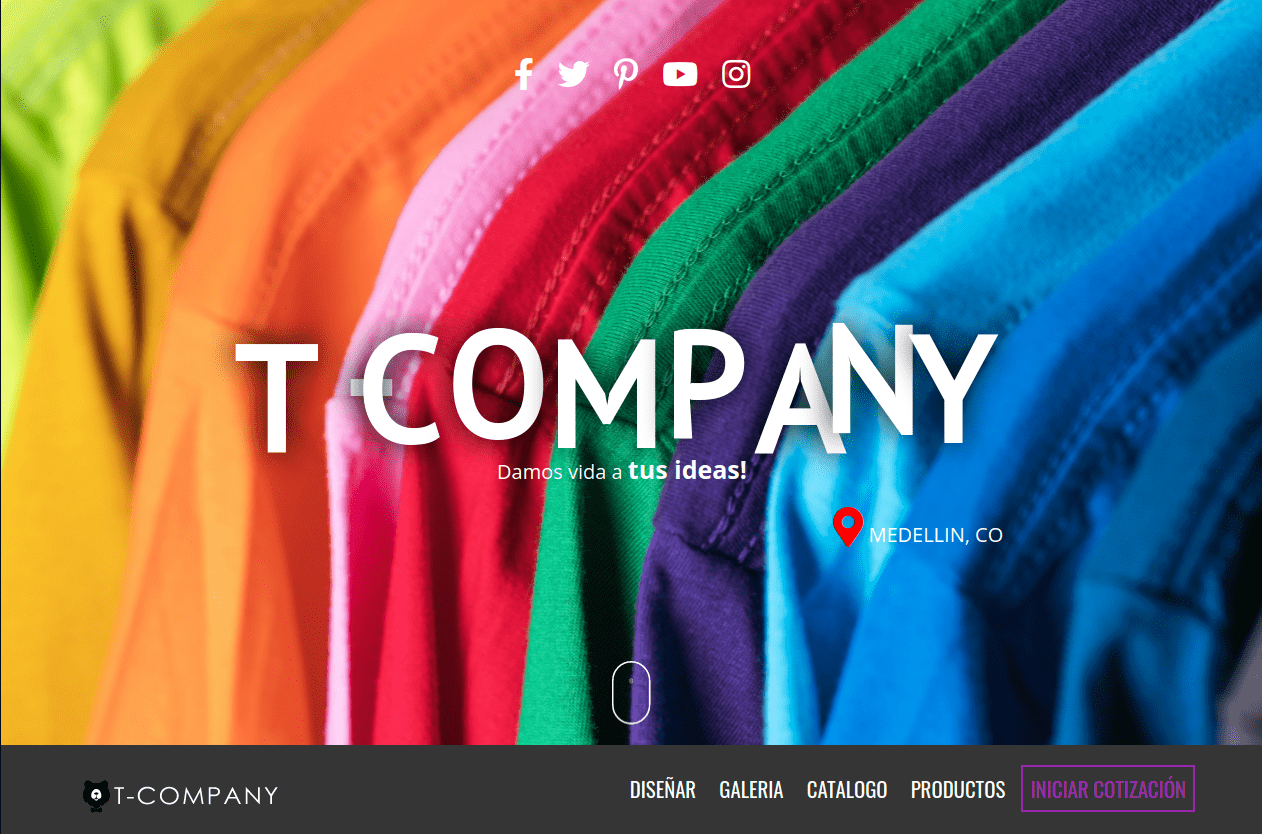 T-COMPANY
Damos vida a tus ideas!
MEDELLIN, CO
T-COMPANY
DISEÑAR GALERIA CATALOGO PRODUCTOS INICIAR COTIZACIÓN